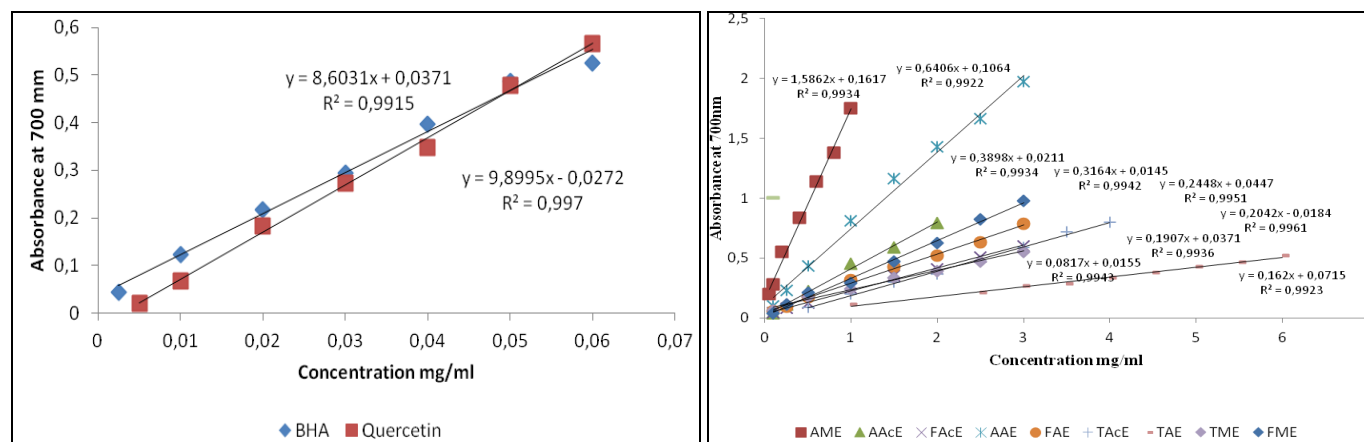 0,6
0,5
0,4
0,3
0,2
0,1
0
Absorbance at 700 mm
y = 8,6031x + 0,0371
R² = 0,9915
y = 9,8995x - 0,0272
R² = 0,997
0 0,01 0,02 0,03 0,04 0,05 0,06 0,07
Concentration mg/ml
BHA Quercetin
2
1,5
1
0,5
0
Absorbance at 700nm
y = 1,5862x + 0,1617
R² = 0,9934
y = 0,6406x + 0,1064
R² = 0,9922
y = 0,3898x + 0,0211
R² = 0,9934
y = 0,3164x + 0,0145
R² = 0,9942
y = 0,2448x + 0,0447
R² = 0,9951
y = 0,2042x - 0,0184
R² = 0,9961
y = 0,1907x + 0,0371
R² = 0,9936
y = 0,0817x + 0,0155
R² = 0,9943
y = 0,162x + 0,0715
R² = 0,9923
0 1 2 3 4 5 6
Concentration mg/ml
AME AAcE FAcE AAE FAE TAcE TAE TME FME